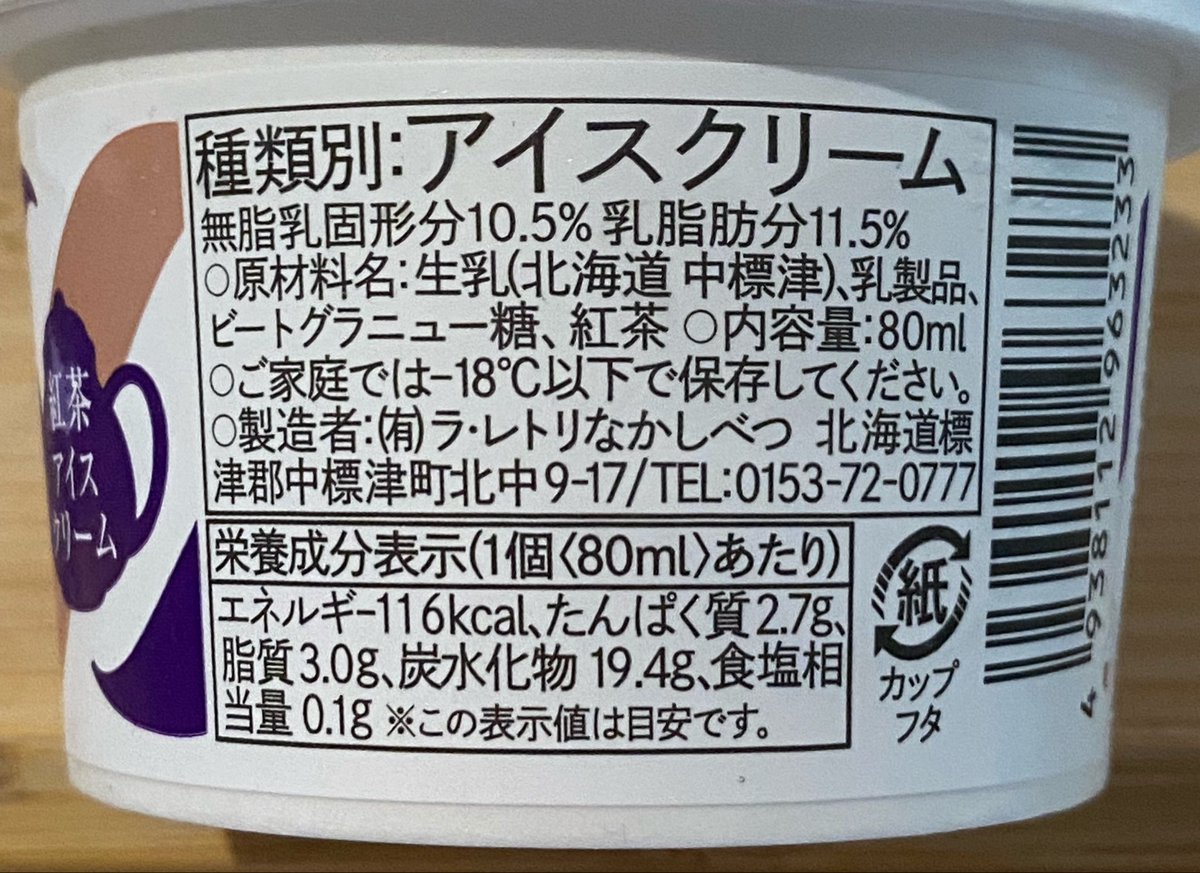 種類別:アイスクリーム
無脂乳固形分10.5% 乳脂肪分11.5%
○原材料名:生乳(北海道 中標津)、乳製品、
ビートグラニュー糖、紅茶 ○内容量:80ml
○ご家庭では-18℃以下で保存してください。
○製造者:(有)ラ・レトリなかしべつ 北海道標
津郡中標津町北中9-17/TEL:0153-72-0777
栄養成分表示(1個〈80ml〉あたり)
エネルギー116kcal、たんぱく質2.7g、
脂質3.0g、炭水化物 19.4g、食塩相
当量 0.1g ※この表示値は目安です。
紙
カップ
フタ
4 938112 963233
紅茶
アイス
クリーム